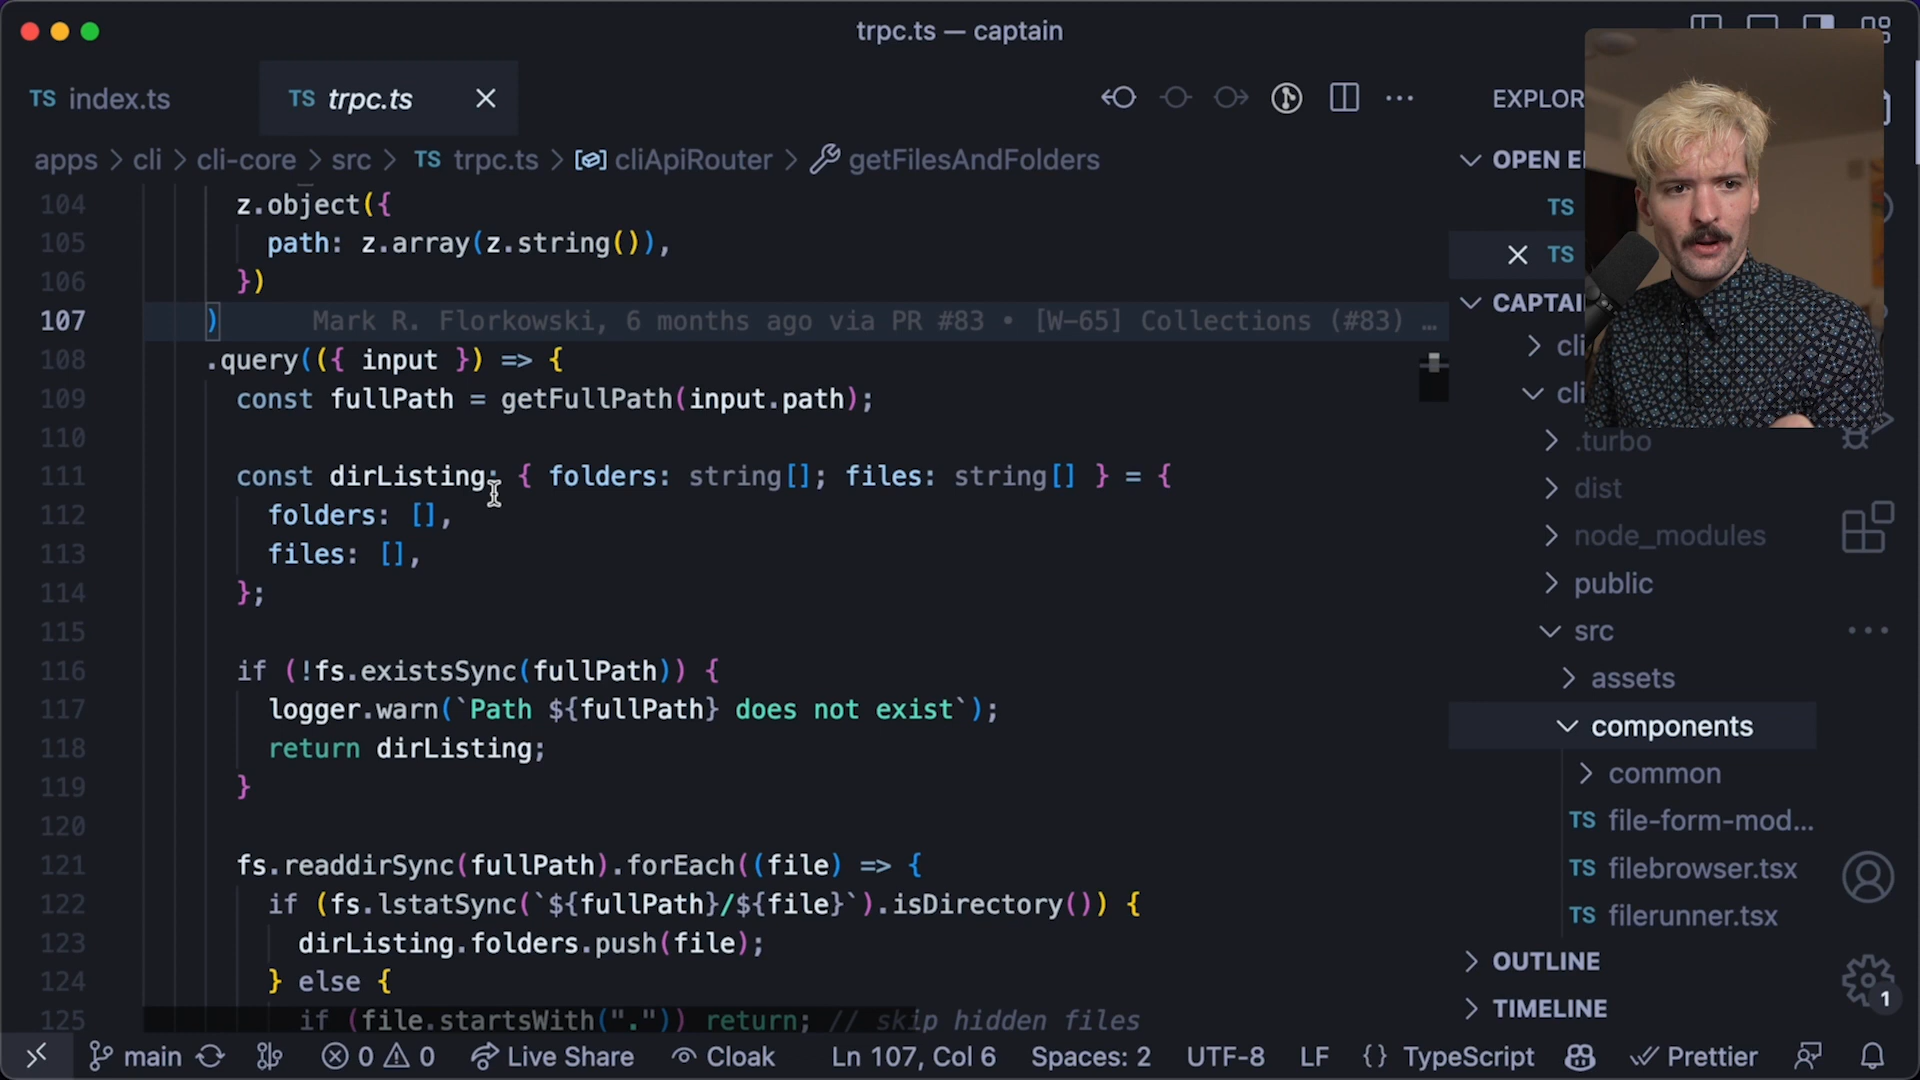 trpc.ts — captain
TS index.ts
TS trpc.ts
apps > cli > cli-core > src > TS trpc.ts > cliApiRouter > getFilesAndFolders
104 z.object({
105 path: z.array(z.string()),
106 })
107 ) Mark R. Florkowski, 6 months ago via PR #83 • [W-65] Collections (#83) …
108 .query(({ input }) => {
109 const fullPath = getFullPath(input.path);
110
111 const dirListing: { folders: string[]; files: string[] } = {
112 folders: [],
113 files: [],
114 };
115
116 if (!fs.existsSync(fullPath)) {
117 logger.warn(`Path ${fullPath} does not exist`);
118 return dirListing;
119 }
120
121 fs.readdirSync(fullPath).forEach((file) => {
122 if (fs.lstatSync(`${fullPath}/${file}`).isDirectory()) {
123 dirListing.folders.push(file);
124 } else {
125 if (file.startsWith(".")) return; // skip hidden files
EXPLOR
OPEN E
TS
TS
CAPTAI
cli
cli
.turbo
dist
node_modules
public
src
assets
components
common
TS file-form-mod...
TS filebrowser.tsx
TS filerunner.tsx
OUTLINE
TIMELINE
1
main 0 0 Live Share Cloak Ln 107, Col 6 Spaces: 2 UTF-8 LF {} TypeScript Prettier